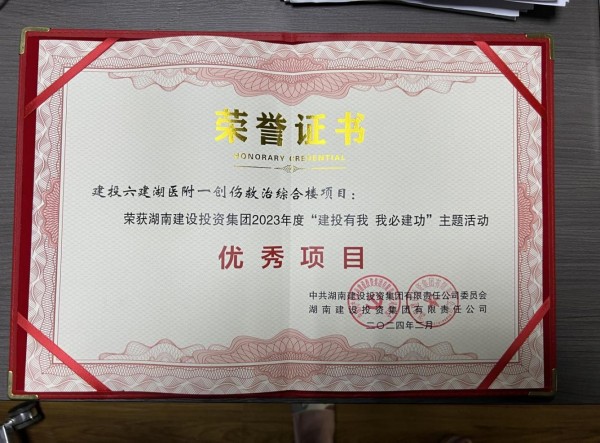 荣誉证书
HONORARY CREDENTIAL
建投六建湖医附一创伤救治综合楼项目：
荣获湖南建设投资集团2023年度“建投有我 我必建功”主题活动
优秀项目
中共湖南建设投资集团有限责任公司委员会
湖南建设投资集团有限责任公司
二〇二四年二月